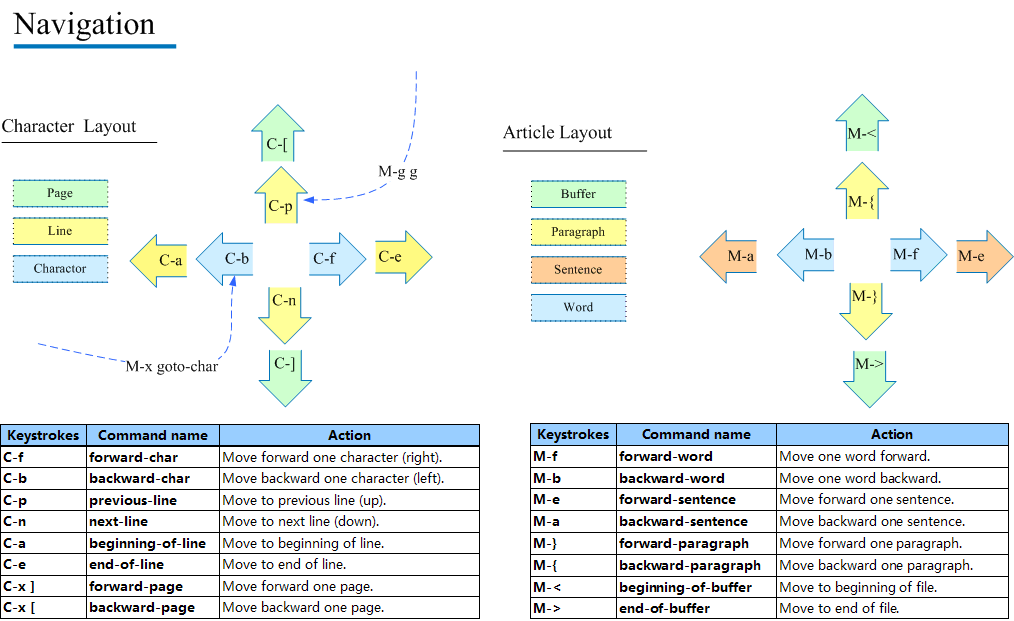 Navigation
Character Layout
Page
Line
Charactor
C-[
C-p
M-g g
C-a
C-b
C-f
C-e
C-n
C-]
M-x goto-char
Article Layout
Buffer
Paragraph
Sentence
Word
M-<
M-{
M-a
M-b
M-f
M-e
M-}
M->
Keystrokes Command name Action
C-f forward-char Move forward one character (right).
C-b backward-char Move backward one character (left).
C-p previous-line Move to previous line (up).
C-n next-line Move to next line (down).
C-a beginning-of-line Move to beginning of line.
C-e end-of-line Move to end of line.
C-x ] forward-page Move forward one page.
C-x [ backward-page Move backward one page.
Keystrokes Command name Action
M-f forward-word Move one word forward.
M-b backward-word Move one word backward.
M-e forward-sentence Move forward one sentence.
M-a backward-sentence Move backward one sentence.
M-} forward-paragraph Move forward one paragraph.
M-{ backward-paragraph Move backward one paragraph.
M-< beginning-of-buffer Move to beginning of file.
M-> end-of-buffer Move to end of file.